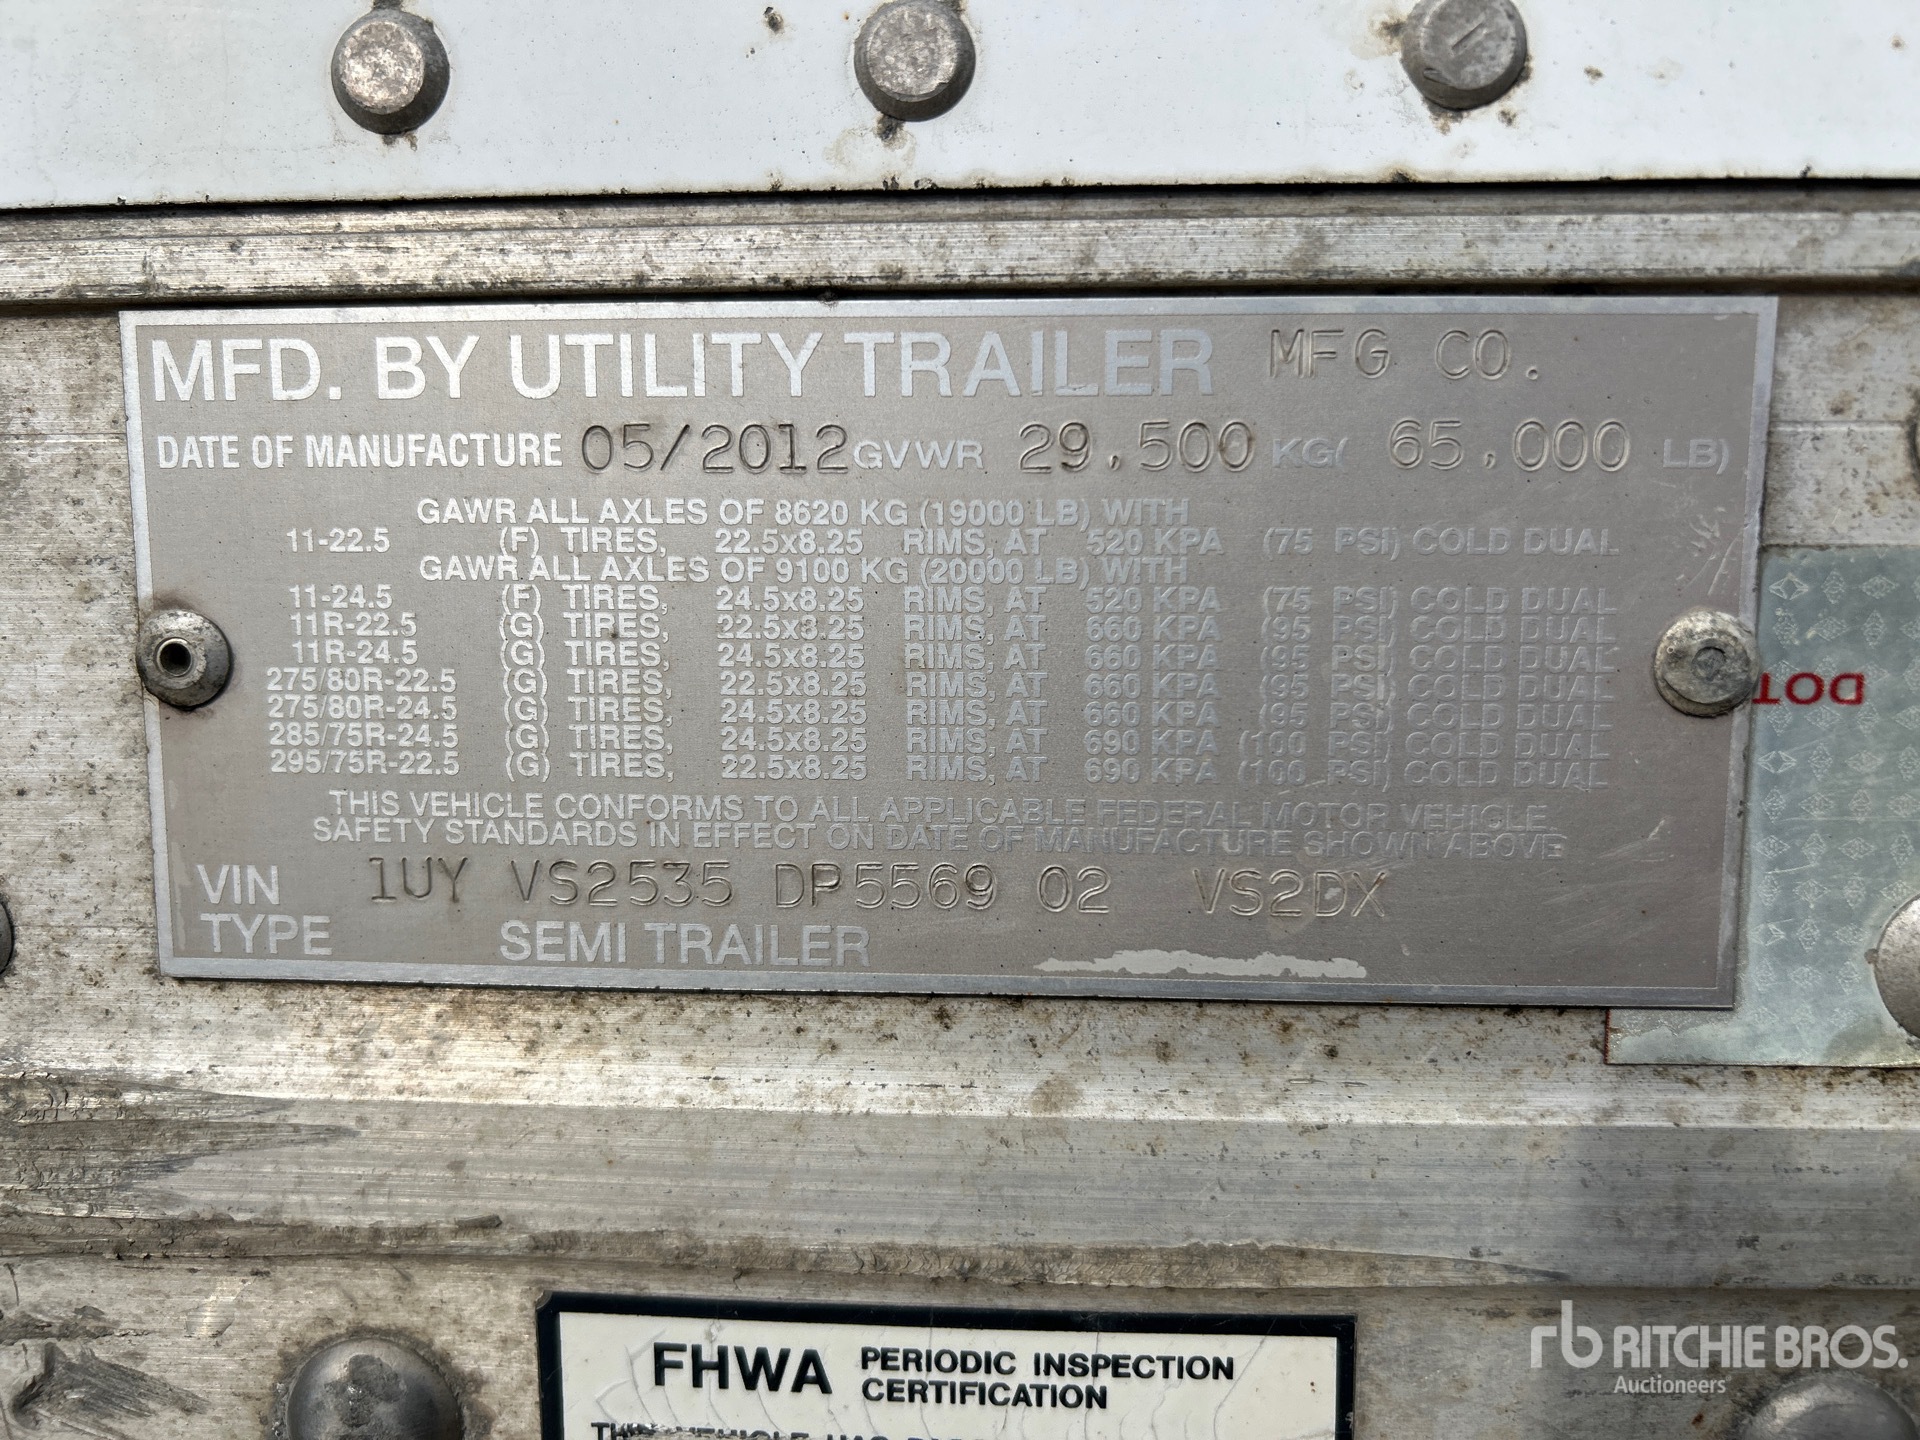 MFD. BY UTILITY TRAILER MFG CO.
DATE OF MANUFACTURE 05/2012 GVWR 29,500 KG( 65,000 LB)
GAWR ALL AXLES OF 8620 KG (19000 LB) WITH
11-22.5 (F) TIRES, 22.5x8.25 RIMS, AT 520 KPA (75 PSI) COLD DUAL
GAWR ALL AXLES OF 9100 KG (20000 LB) WITH
11-24.5 (F) TIRES, 24.5x8.25 RIMS, AT 520 KPA (75 PSI) COLD DUAL
11R-22.5 (G) TIRES, 22.5x8.25 RIMS, AT 660 KPA (95 PSI) COLD DUAL
11R-24.5 (G) TIRES, 24.5x8.25 RIMS, AT 660 KPA (95 PSI) COLD DUAL
275/80R-22.5 (G) TIRES, 22.5x8.25 RIMS, AT 660 KPA (95 PSI) COLD DUAL
275/80R-24.5 (G) TIRES, 24.5x8.25 RIMS, AT 660 KPA (95 PSI) COLD DUAL
285/75R-24.5 (G) TIRES, 24.5x8.25 RIMS, AT 690 KPA (100 PSI) COLD DUAL
295/75R-22.5 (G) TIRES, 22.5x8.25 RIMS, AT 690 KPA (100 PSI) COLD DUAL
THIS VEHICLE CONFORMS TO ALL APPLICABLE FEDERAL MOTOR VEHICLE
SAFETY STANDARDS IN EFFECT ON DATE OF MANUFACTURE SHOWN ABOVE
VIN 1UY VS2535 DP5569 02 VS2DX
TYPE SEMI TRAILER
DOT
FHWA PERIODIC INSPECTION
CERTIFICATION
THIS VEHICLE HAS
rb RITCHIE BROS.
Auctioneers